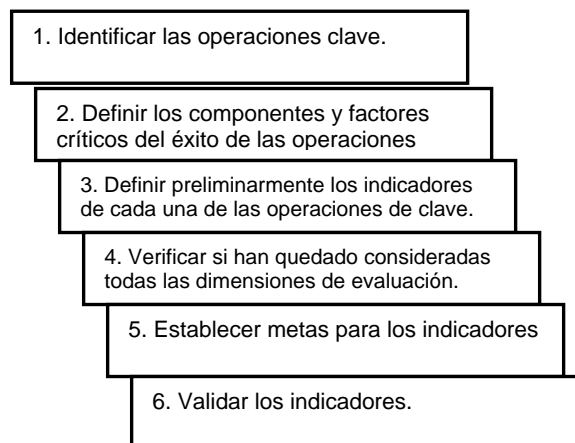 1. Identificar las operaciones clave.
2. Definir los componentes y factores
críticos del éxito de las operaciones
3. Definir preliminarmente los indicadores
de cada una de las operaciones de clave.
4. Verificar si han quedado consideradas
todas las dimensiones de evaluación.
5. Establecer metas para los indicadores
6. Validar los indicadores.